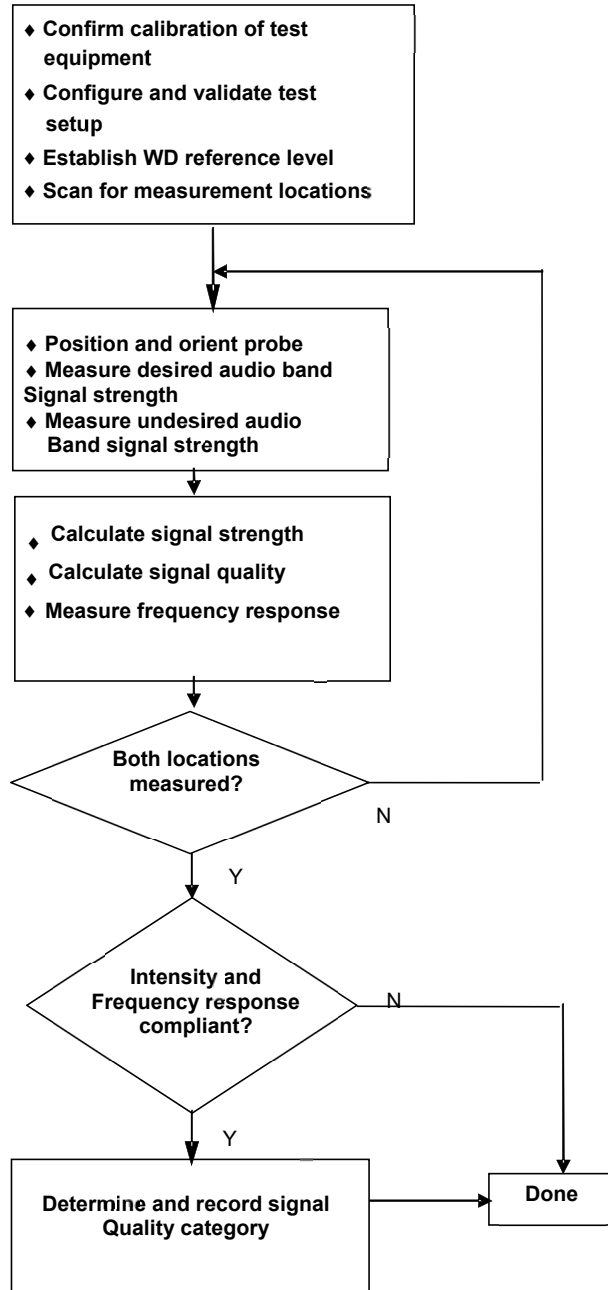 ♦ Confirm calibration of test
equipment
♦ Configure and validate test
setup
♦ Establish WD reference level
♦ Scan for measurement locations
♦ Position and orient probe
♦ Measure desired audio band
Signal strength
♦ Measure undesired audio
Band signal strength
♦ Calculate signal strength
♦ Calculate signal quality
♦ Measure frequency response
Both locations
measured?
N
Y
Intensity and
Frequency response
compliant?
N
Y
Determine and record signal
Quality category
Done